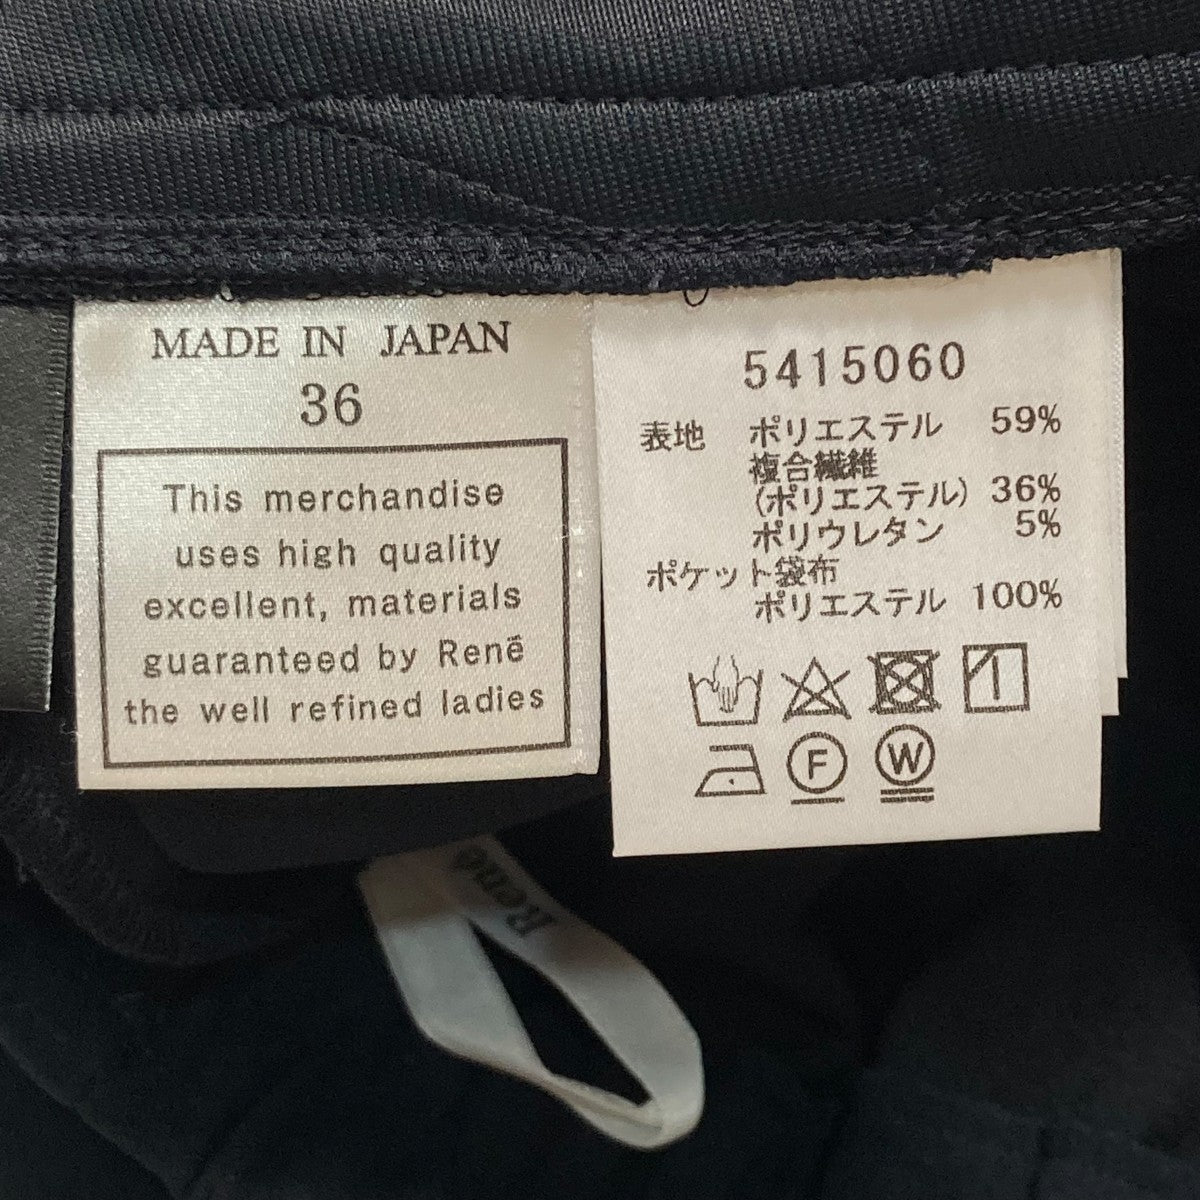 MADE IN JAPAN
36
This merchandise
uses high quality
excellent, materials
guaranteed by René
the well refined ladies
5415060
表地 ポリエステル 59%
複合繊維
(ポリエステル) 36%
ポリウレタン 5%
ポケット袋布
ポリエステル 100%
F
W
René